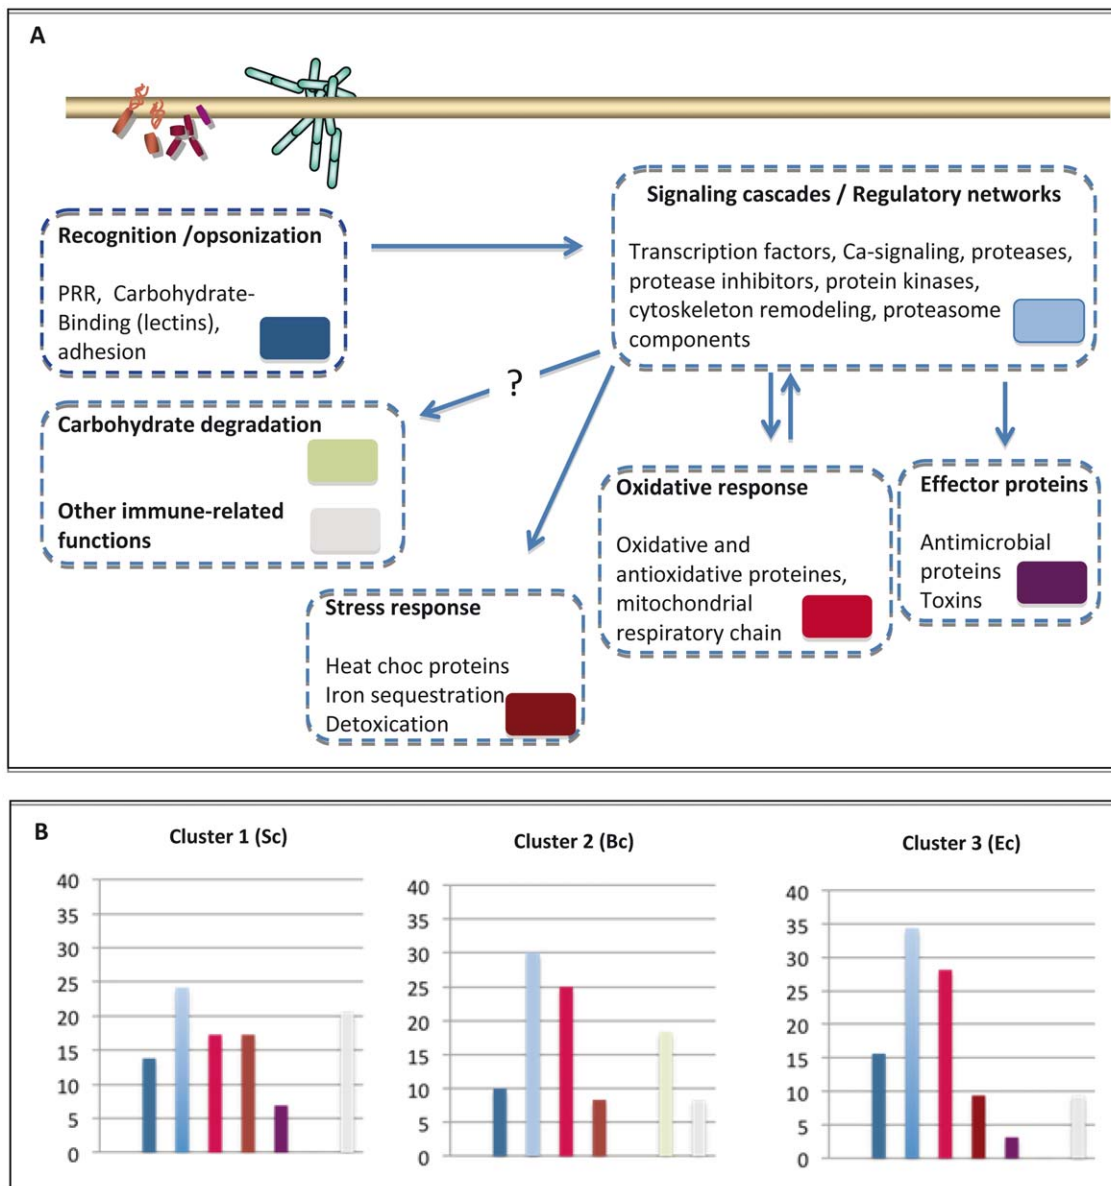 A
Recognition /opsonization
PRR, Carbohydrate-
Binding (lectins),
adhesion
Signaling cascades / Regulatory networks
Transcription factors, Ca-signaling, proteases,
protease inhibitors, protein kinases,
cytoskeleton remodeling, proteasome
components
?
Carbohydrate degradation
Other immune-related
functions
Stress response
Heat choc proteins
Iron sequestration
Detoxication
Oxidative response
Oxidative and
antioxidative proteines,
mitochondrial
respiratory chain
Effector proteins
Antimicrobial
proteins
Toxins
B
Cluster 1 (Sc)
40
35
30
25
20
15
10
5
0
Cluster 2 (Bc)
40
35
30
25
20
15
10
5
0
Cluster 3 (Ec)
40
35
30
25
20
15
10
5
0